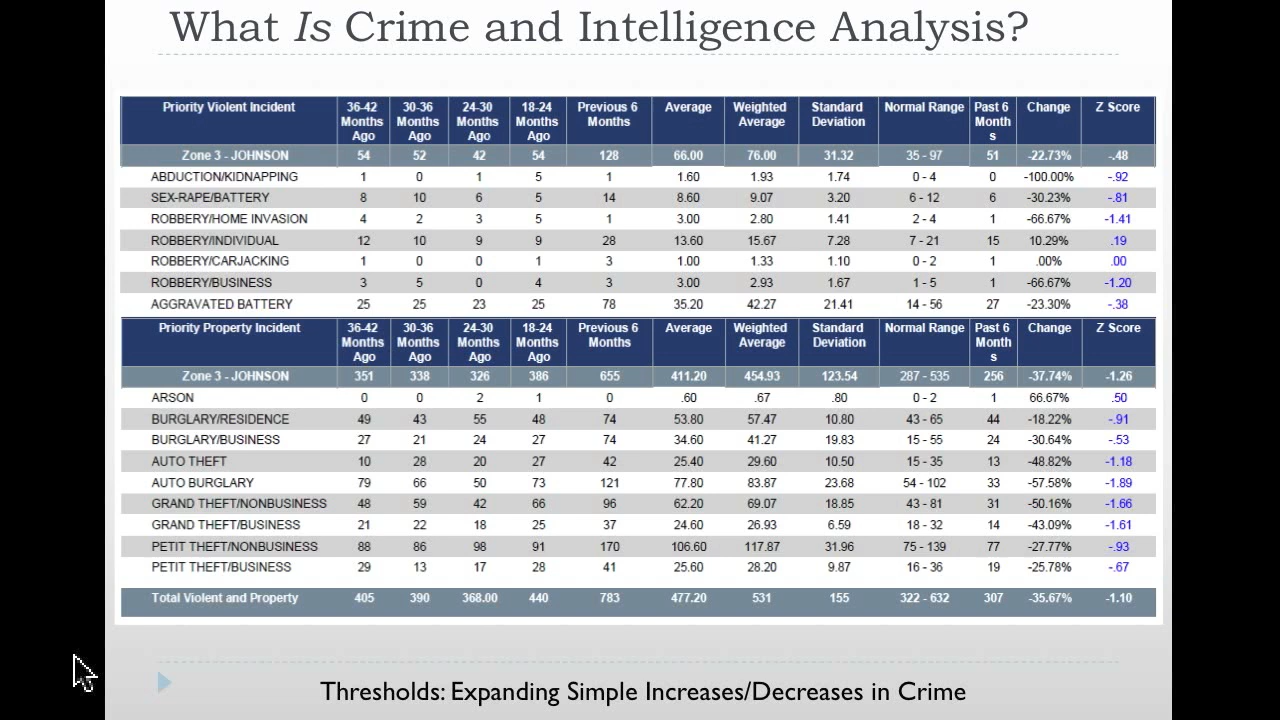 What Is Crime and Intelligence Analysis?
Priority Violent Incident 36-42 Months Ago 30-36 Months Ago 24-30 Months Ago 18-24 Months Ago Previous 6 Months Average Weighted Average Standard Deviation Normal Range Past 6 Month s Change Z Score
Zone 3 - JOHNSON 54 52 42 54 128 66.00 76.00 31.32 35 - 97 51 -22.73% -.48
ABDUCTION/KIDNAPPING 1 0 1 5 1 1.60 1.93 1.74 0 - 4 0 -100.00% -.92
SEX-RAPE/BATTERY 8 10 6 5 14 8.60 9.07 3.20 6 - 12 6 -30.23% -.81
ROBBERY/HOME INVASION 4 2 3 5 1 3.00 2.80 1.41 2 - 4 1 -66.67% -1.41
ROBBERY/INDIVIDUAL 12 10 9 9 28 13.60 15.67 7.28 7 - 21 15 10.29% .19
ROBBERY/CARJACKING 1 0 0 1 3 1.00 1.33 1.10 0 - 2 1 .00% .00
ROBBERY/BUSINESS 3 5 0 4 3 3.00 2.93 1.67 1 - 5 1 -66.67% -1.20
AGGRAVATED BATTERY 25 25 23 25 78 35.20 42.27 21.41 14 - 56 27 -23.30% -.38
Priority Property Incident 36-42 Months Ago 30-36 Months Ago 24-30 Months Ago 18-24 Months Ago Previous 6 Months Average Weighted Average Standard Deviation Normal Range Past 6 Month s Change Z Score
Zone 3 - JOHNSON 351 338 326 386 655 411.20 454.93 123.54 287 - 535 256 -37.74% -1.26
ARSON 0 0 2 1 0 .60 .67 .80 0 - 2 1 66.67% .50
BURGLARY/RESIDENCE 49 43 55 48 74 53.80 57.47 10.80 43 - 65 44 -18.22% -.91
BURGLARY/BUSINESS 27 21 24 27 74 34.60 41.27 19.83 15 - 55 24 -30.64% -.53
AUTO THEFT 10 28 20 27 42 25.40 29.60 10.50 15 - 35 13 -48.82% -1.18
AUTO BURGLARY 79 66 50 73 121 77.80 83.87 23.68 54 - 102 33 -57.58% -1.89
GRAND THEFT/NONBUSINESS 48 59 42 66 96 62.20 69.07 18.85 43 - 81 31 -50.16% -1.66
GRAND THEFT/BUSINESS 21 22 18 25 37 24.60 26.93 6.59 18 - 32 14 -43.09% -1.61
PETIT THEFT/NONBUSINESS 88 86 98 91 170 106.60 117.87 31.96 75 - 139 77 -27.77% -.93
PETIT THEFT/BUSINESS 29 13 17 28 41 25.60 28.20 9.87 16 - 36 19 -25.78% -.67
Total Violent and Property 405 390 368.00 440 783 477.20 531 155 322 - 632 307 -35.67% -1.10
Thresholds: Expanding Simple Increases/Decreases in Crime